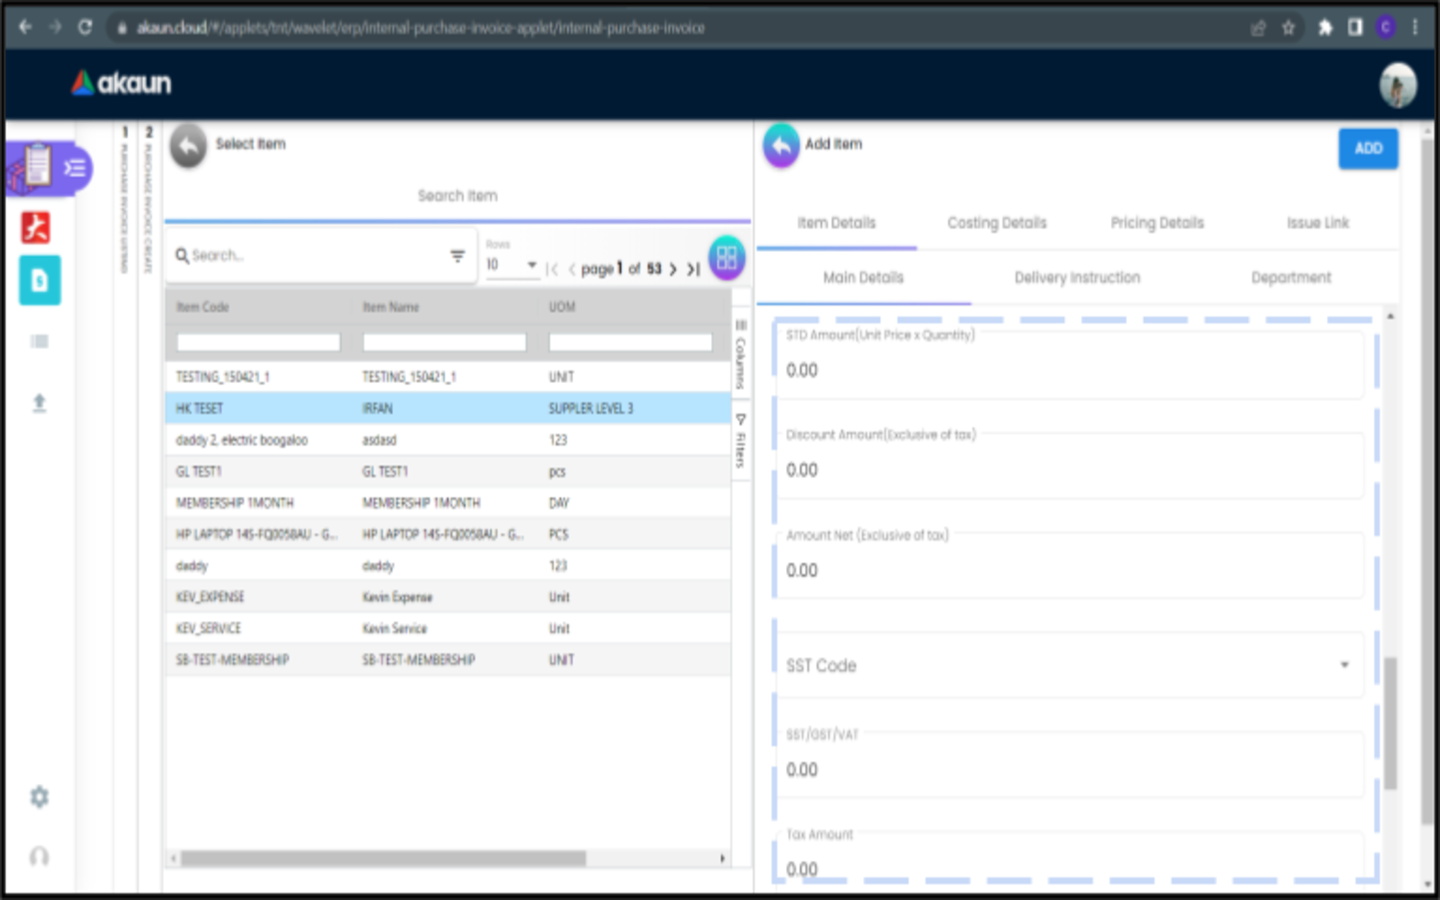 akaun.cloud/#/applets/tnt/wavelet/erp/internal-purchase-invoice-applet/internal-purchase-invoice
C
akaun
1 PURCHASE INVOICE LISTING
2 PURCHASE INVOICE CREATE
Select Item
Search Item
Search...
Rows
10
page 1 of 53
Item Code Item Name UOM
TESTING_150421_1 TESTING_150421_1 UNIT
HK TESET IRFAN SUPPLER LEVEL 3
daddy 2, electric boogaloo asdasd 123
GL TEST1 GL TEST1 pcs
MEMBERSHIP 1MONTH MEMBERSHIP 1MONTH DAY
HP LAPTOP 14S-FQ0058AU - G... HP LAPTOP 14S-FQ0058AU - G... PCS
daddy daddy 123
KEV_EXPENSE Kevin Expense Unit
KEV_SERVICE Kevin Service Unit
SB-TEST-MEMBERSHIP SB-TEST-MEMBERSHIP UNIT
Columns
Filters
Add Item
ADD
Item Details Costing Details Pricing Details Issue Link
Main Details Delivery Instruction Department
STD Amount(Unit Price x Quantity)
0.00
Discount Amount(Exclusive of tax)
0.00
Amount Net (Exclusive of tax)
0.00
SST Code
SST/GST/VAT
0.00
Tax Amount
0.00